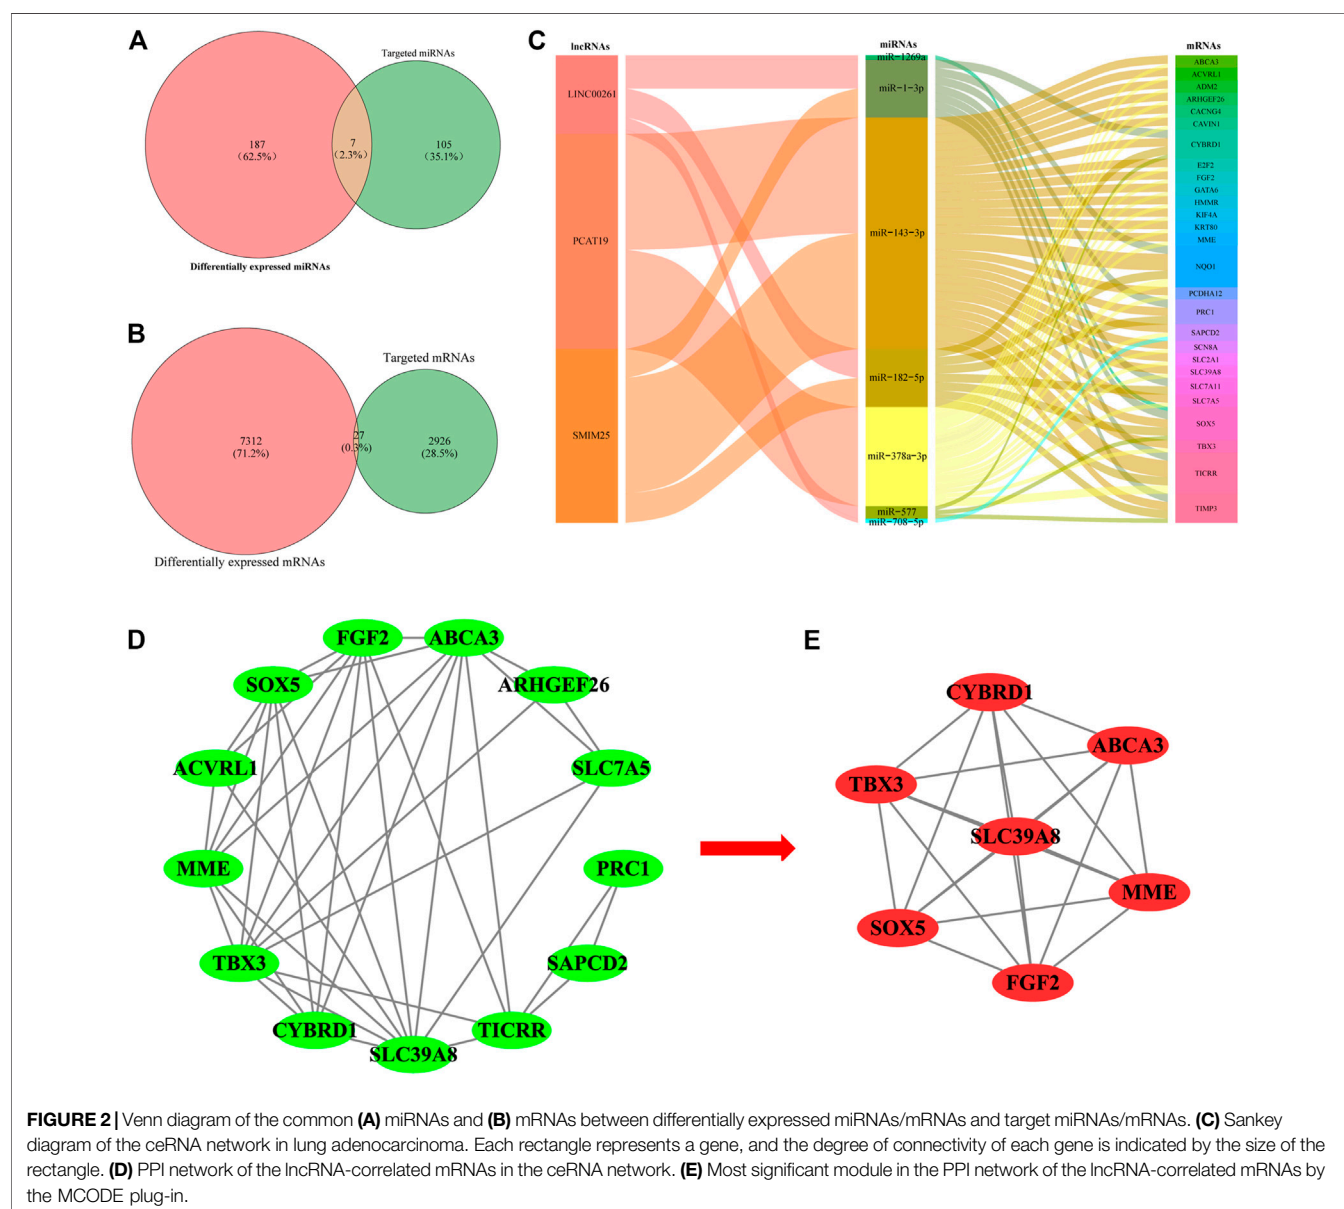 A
Targeted miRNAs
187
(62.5%)
7
(2.3%)
105
(35.1%)
Differentially expressed miRNAs
B
Targeted mRNAs
7312
(71.2%)
27
(0.3%)
2926
(28.5%)
Differentially expressed mRNAs
C
lncRNAs
LINC00261
PCAT19
SMIM25
miRNAs
miR−1269a
miR−1−3p
miR−143−3p
miR−182−5p
miR−378a−3p
miR−577
miR−708−5p
mRNAs
ABCA3
ACVRL1
ADM2
ARHGEF26
CACNG4
CAVIN1
CYBRD1
E2F2
FGF2
GATA6
HMMR
KIF4A
KRT80
MME
NQO1
PCDHA12
PRC1
SAPCD2
SCN8A
SLC2A1
SLC39A8
SLC7A11
SLC7A5
SOX5
TBX3
TICRR
TIMP3
D
FGF2
ABCA3
SOX5
ARHGEF26
ACVRL1
SLC7A5
MME
PRC1
TBX3
SAPCD2
CYBRD1
TICRR
SLC39A8
E
CYBRD1
ABCA3
TBX3
SLC39A8
MME
SOX5
FGF2
FIGURE 2 | Venn diagram of the common (A) miRNAs and (B) mRNAs between differentially expressed miRNAs/mRNAs and target miRNAs/mRNAs. (C) Sankey
diagram of the ceRNA network in lung adenocarcinoma. Each rectangle represents a gene, and the degree of connectivity of each gene is indicated by the size of the
rectangle. (D) PPI network of the lncRNA-correlated mRNAs in the ceRNA network. (E) Most significant module in the PPI network of the lncRNA-correlated mRNAs by
the MCODE plug-in.